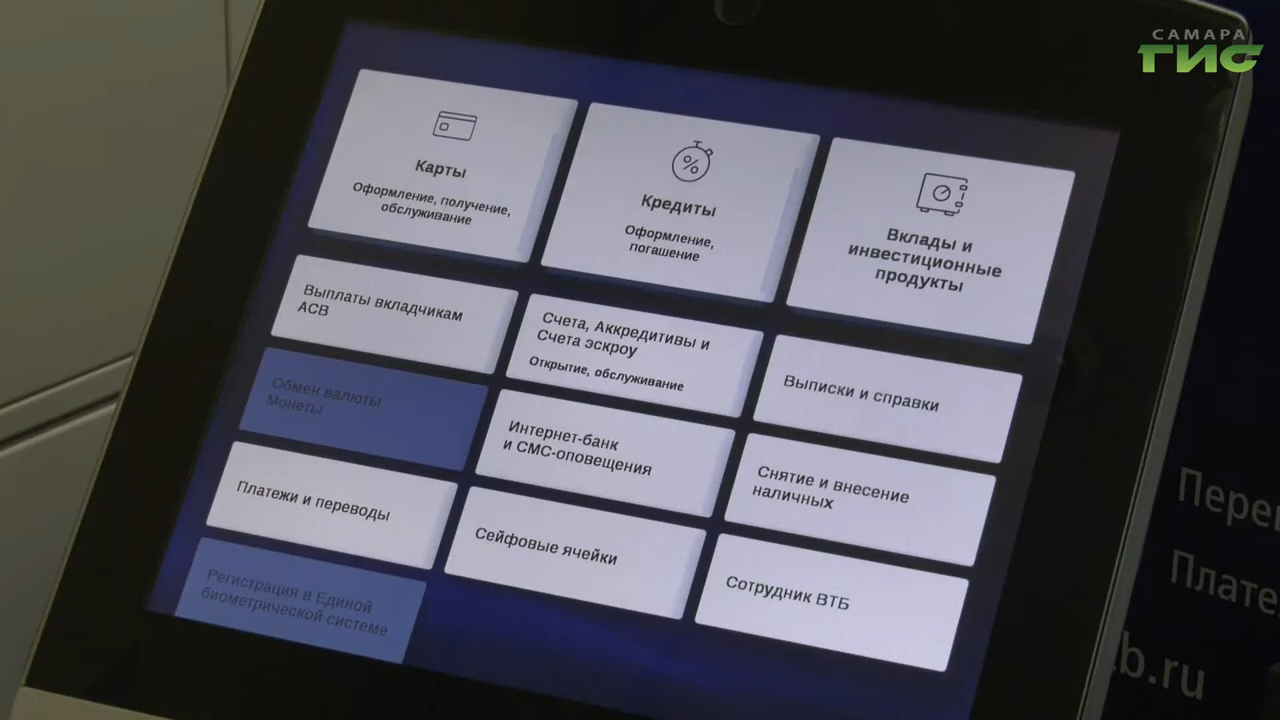 САМАРА
ГИС
Карты
Оформление, получение,
обслуживание
Кредиты
Оформление,
погашение
Вклады и
инвестиционные
продукты
Выплаты вкладчикам
АСВ
Счета, Аккредитивы и
Счета эскроу
Открытие, обслуживание
Выписки и справки
Обмен валюты
Монеты
Интернет-банк
и СМС-оповещения
Снятие и внесение
наличных
Платежи и переводы
Сейфовые ячейки
Сотрудник ВТБ
Регистрация в Единой
биометрической системе
b.ru